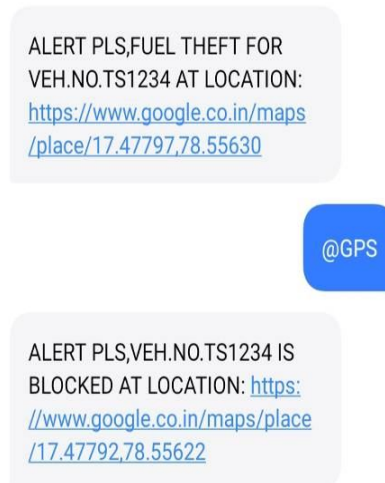 ALERT PLS,FUEL THEFT FOR
VEH.NO.TS1234 AT LOCATION:
https://www.google.co.in/maps
/place/17.47797,78.55630
@GPS
ALERT PLS,VEH.NO.TS1234 IS
BLOCKED AT LOCATION: https:
//www.google.co.in/maps/place
/17.47792,78.55622